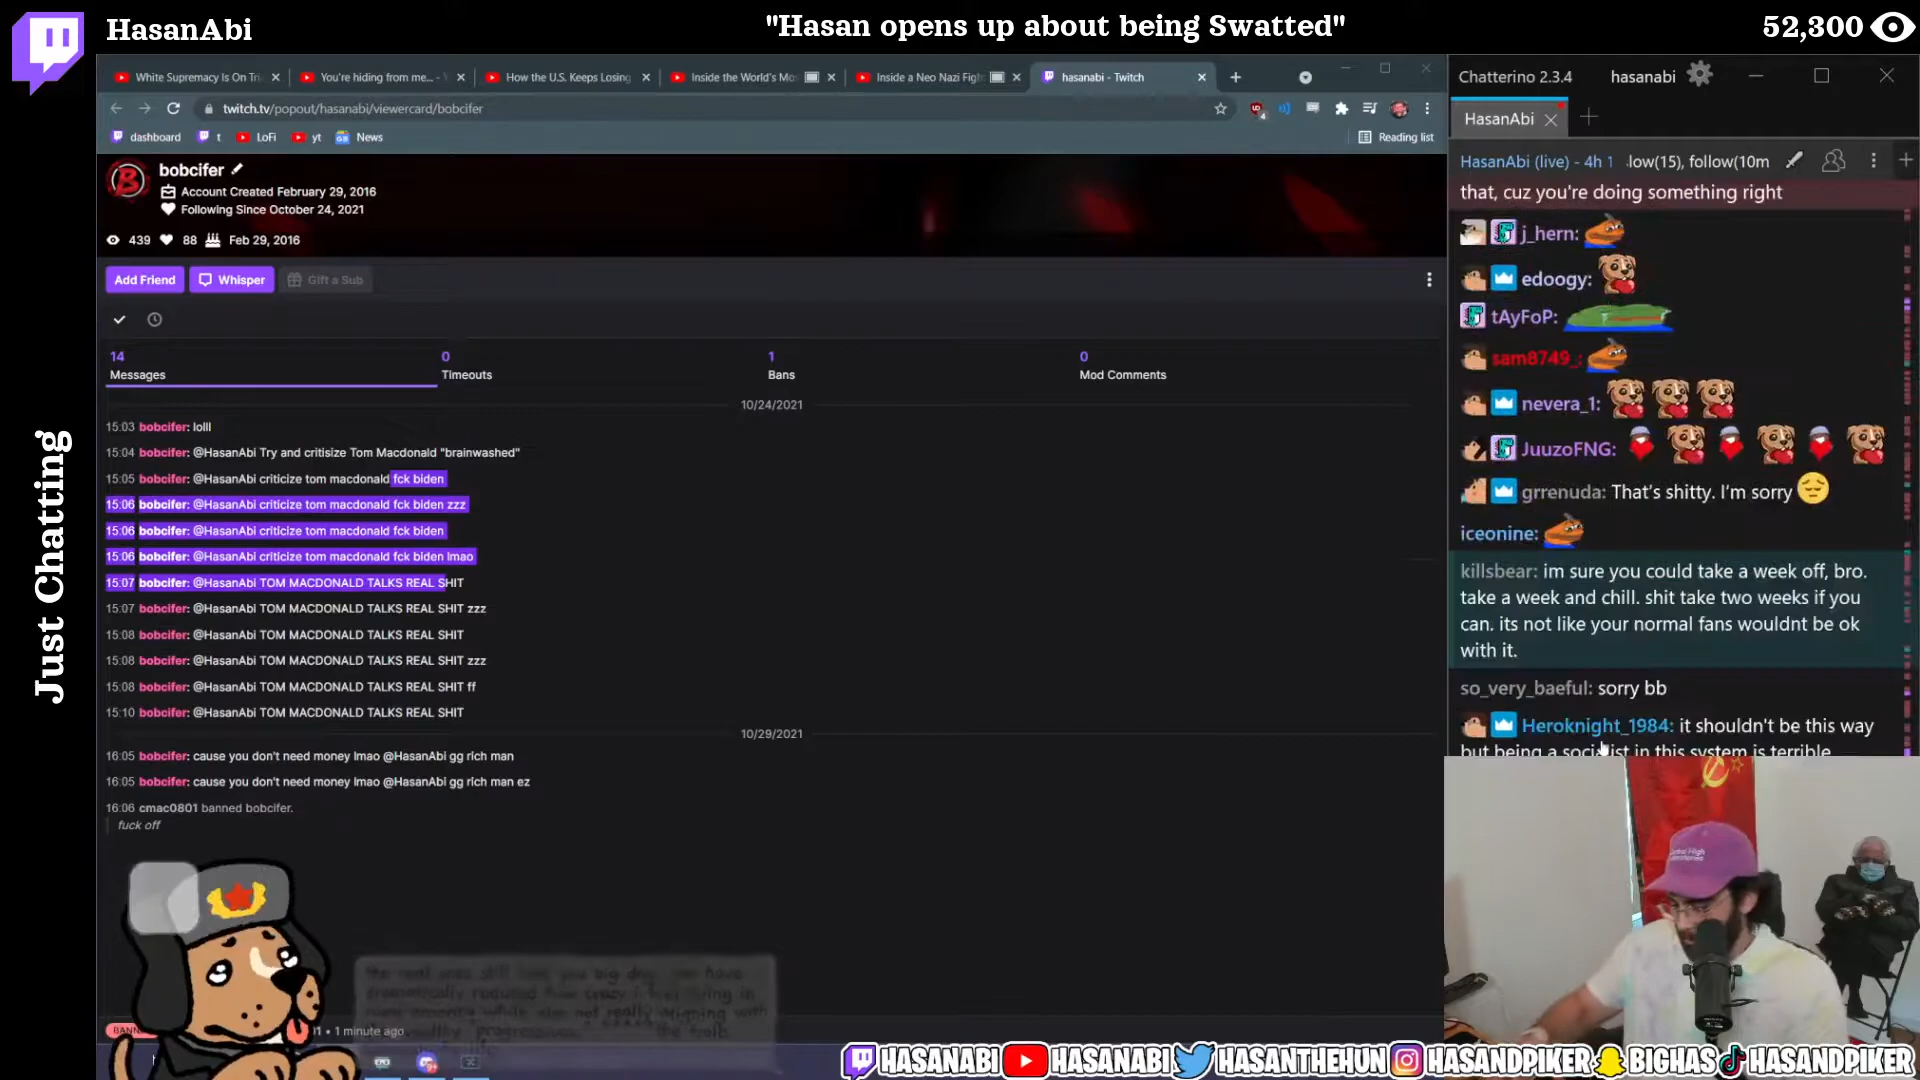 HasanAbi
"Hasan opens up about being Swatted"
52,300
Just Chatting
White Supremacy Is On Tri
You're hiding from me...
How the U.S. Keeps Losing
Inside the World's Mo
Inside a Neo Nazi Figh
hasanabi - Twitch
twitch.tv/popout/hasanabi/viewercard/bobcifer
4
dashboard
t
LoFi
yt
News
Reading list
bobcifer
Account Created February 29, 2016
Following Since October 24, 2021
439
88
Feb 29, 2016
Add Friend
Whisper
Gift a Sub
14
Messages
0
Timeouts
1
Bans
0
Mod Comments
10/24/2021
15:03 bobcifer: lolll
15:04 bobcifer: @HasanAbi Try and critisize Tom Macdonald "brainwashed"
15:05 bobcifer: @HasanAbi criticize tom macdonald fck biden
15:06 bobcifer: @HasanAbi criticize tom macdonald fck biden zzz
15:06 bobcifer: @HasanAbi criticize tom macdonald fck biden
15:06 bobcifer: @HasanAbi criticize tom macdonald fck biden lmao
15:07 bobcifer: @HasanAbi TOM MACDONALD TALKS REAL SHIT
15:07 bobcifer: @HasanAbi TOM MACDONALD TALKS REAL SHIT zzz
15:08 bobcifer: @HasanAbi TOM MACDONALD TALKS REAL SHIT
15:08 bobcifer: @HasanAbi TOM MACDONALD TALKS REAL SHIT zzz
15:08 bobcifer: @HasanAbi TOM MACDONALD TALKS REAL SHIT ff
15:10 bobcifer: @HasanAbi TOM MACDONALD TALKS REAL SHIT
10/29/2021
16:05 bobcifer: cause you don't need money lmao @HasanAbi gg rich man
16:05 bobcifer: cause you don't need money lmao @HasanAbi gg rich man ez
16:06 cmac0801 banned bobcifer.
fuck off
1 • 1 minute ago
Chatterino 2.3.4
hasanabi
HasanAbi
HasanAbi (live) - 4h 1 low(15), follow(10m
that, cuz you're doing something right
j_hern:
edoogy:
tAyFoP:
sam8749_:
nevera_1:
JuuzoFNG:
grrenuda: That's shitty. I'm sorry
iceonine:
killsbear: im sure you could take a week off, bro.
take a week and chill. shit take two weeks if you
can. its not like your normal fans wouldnt be ok
with it.
so_very_baeful: sorry bb
Heroknight_1984: it shouldn't be this way
but being a socialist in this system is terrible
HASANABI HASANABI HASANTHEHUN HASANDPIKER BIGHAS HASANDPIKER